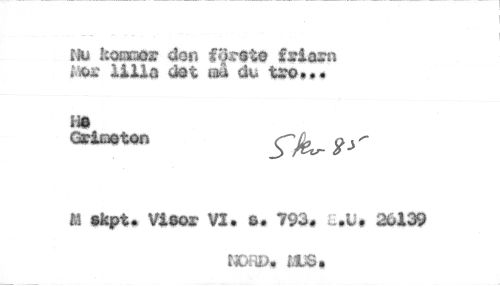 Nu kommer den förste friarn
Mor lilla det må du tro...
Ha
Grimeton
Skr 85
M skpt. Visor VI. s. 793. E.U. 26139
NORD. MUS.